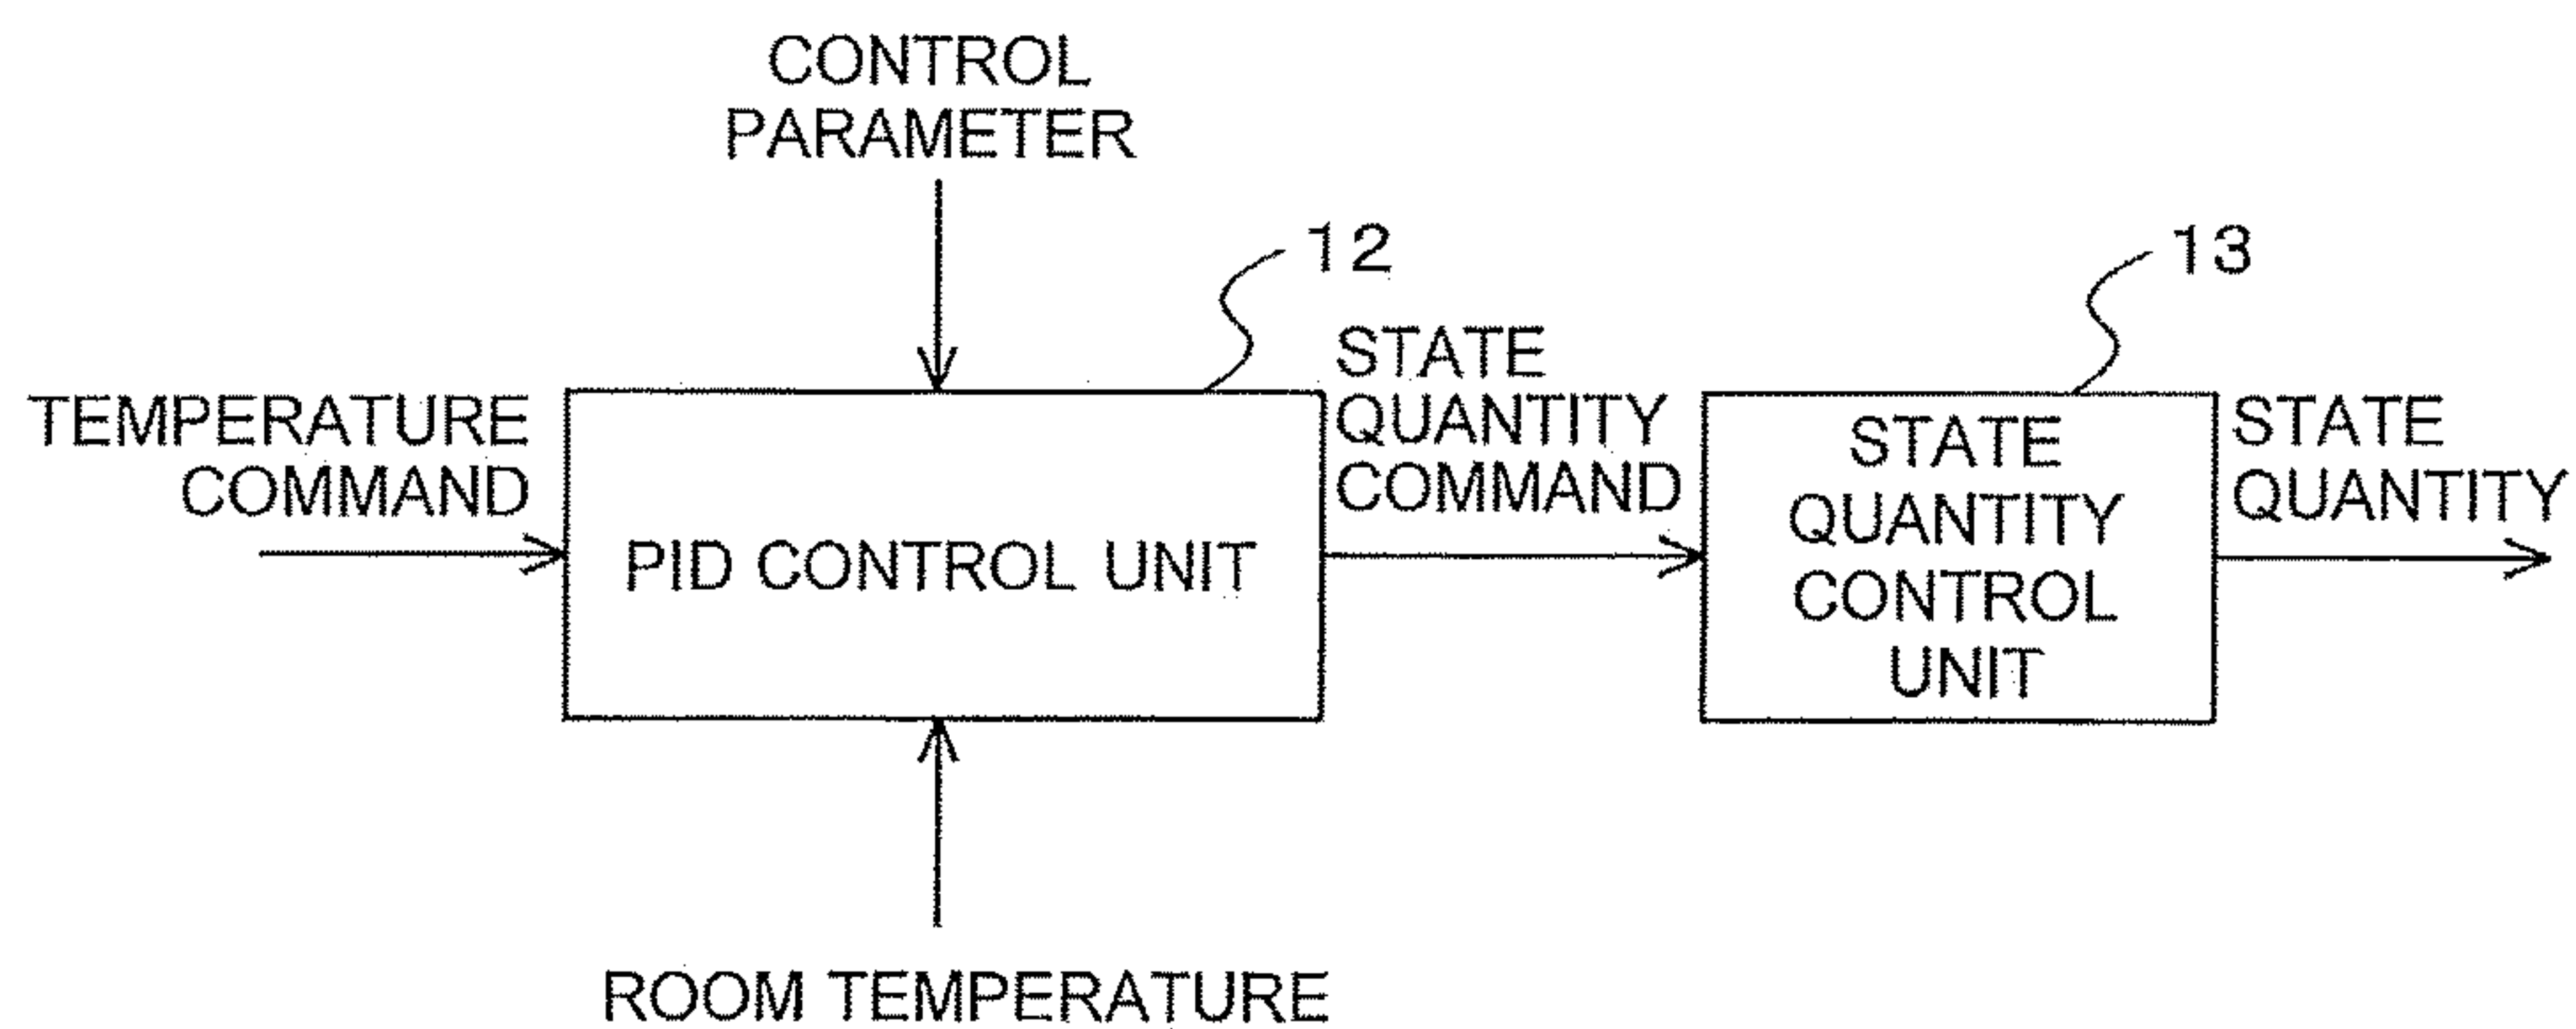 CONTROL
PARAMETER
12
13
TEMPERATURE
COMMAND
PID CONTROL UNIT
STATE
QUANTITY
COMMAND
STATE
QUANTITY
CONTROL
UNIT
STATE
QUANTITY
ROOM TEMPERATURE